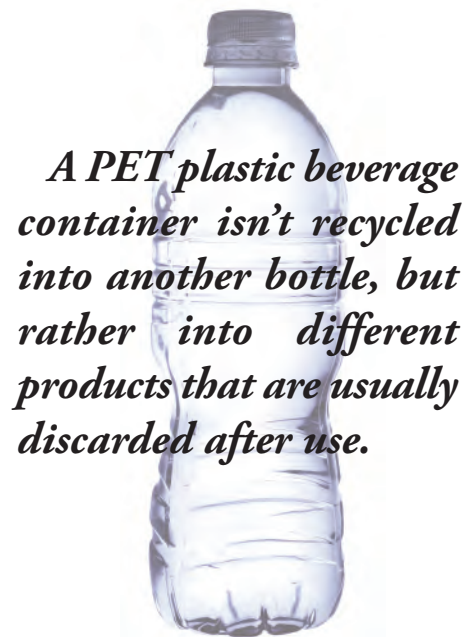 A PET plastic beverage
container isn’t recycled
into another bottle, but
rather into different
products that are usually
discarded after use.